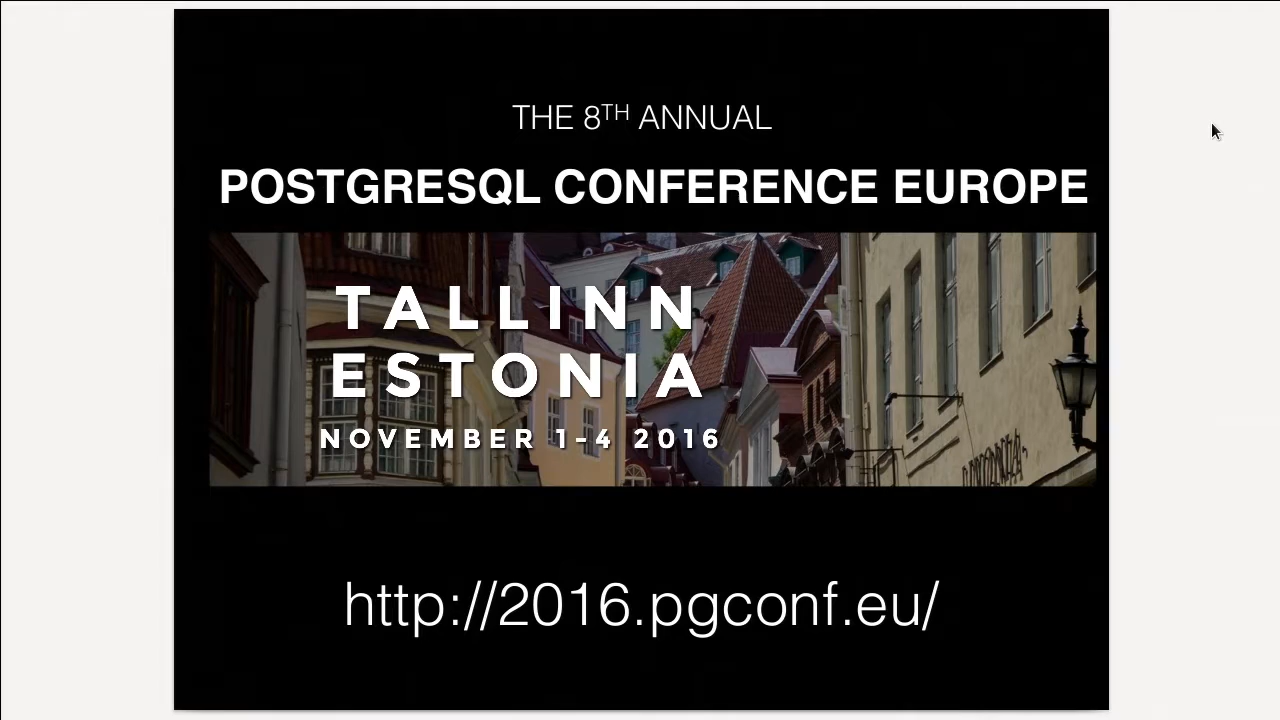 THE 8TH ANNUAL
POSTGRESQL CONFERENCE EUROPE
TALLINN
ESTONIA
NOVEMBER 1-4 2016
http://2016.pgconf.eu/